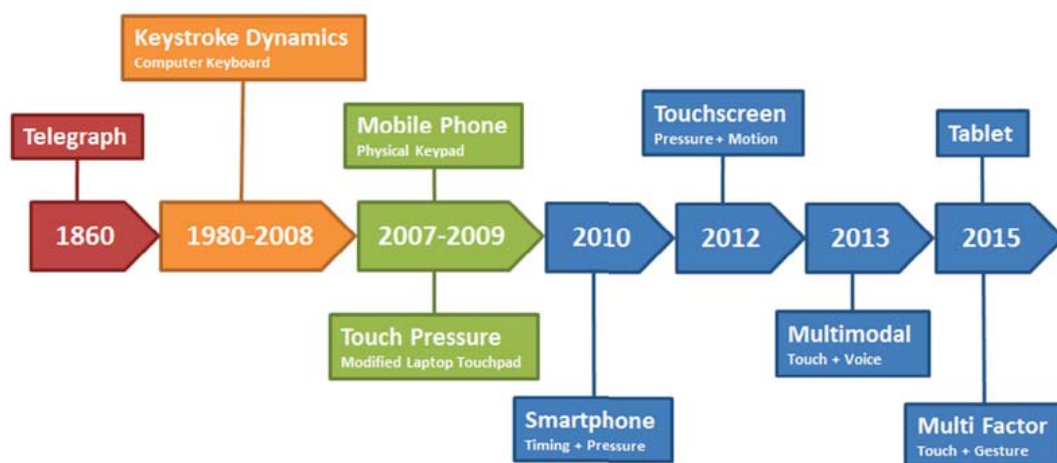 Keystroke Dynamics
Computer Keyboard
Telegraph
Mobile Phone
Physical Keypad
Touchscreen
Pressure + Motion
Tablet
1860
1980-2008
2007-2009
2010
2012
2013
2015
Touch Pressure
Modified Laptop Touchpad
Multimodal
Touch + Voice
Smartphone
Timing + Pressure
Multi Factor
Touch + Gesture